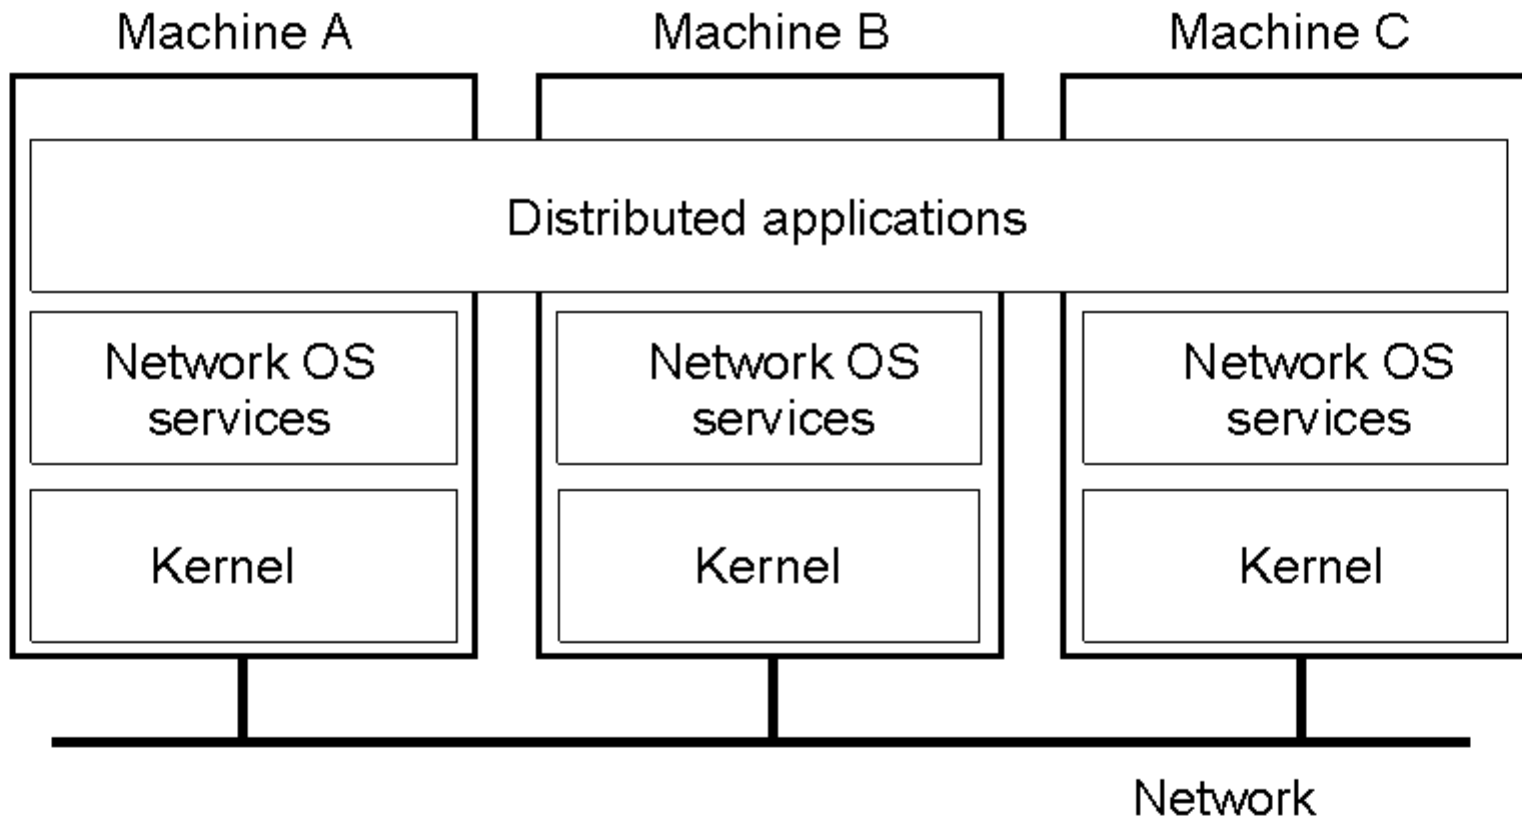 Machine A
Machine B
Machine C
Distributed applications
Network OS
services
Network OS
services
Network OS
services
Kernel
Kernel
Kernel
Network